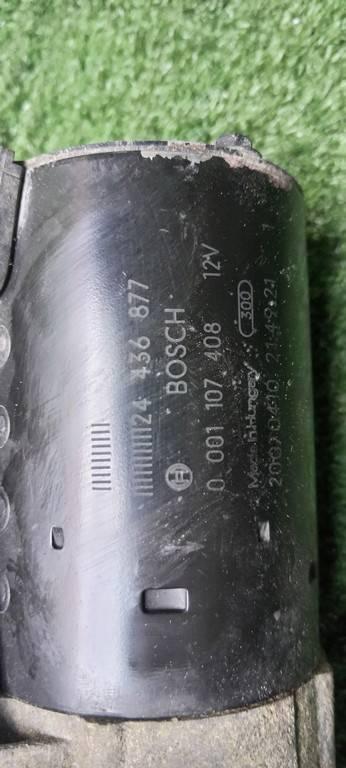 24 436 877
BOSCH
0 001 107 408 12V
300
Made in Hungary